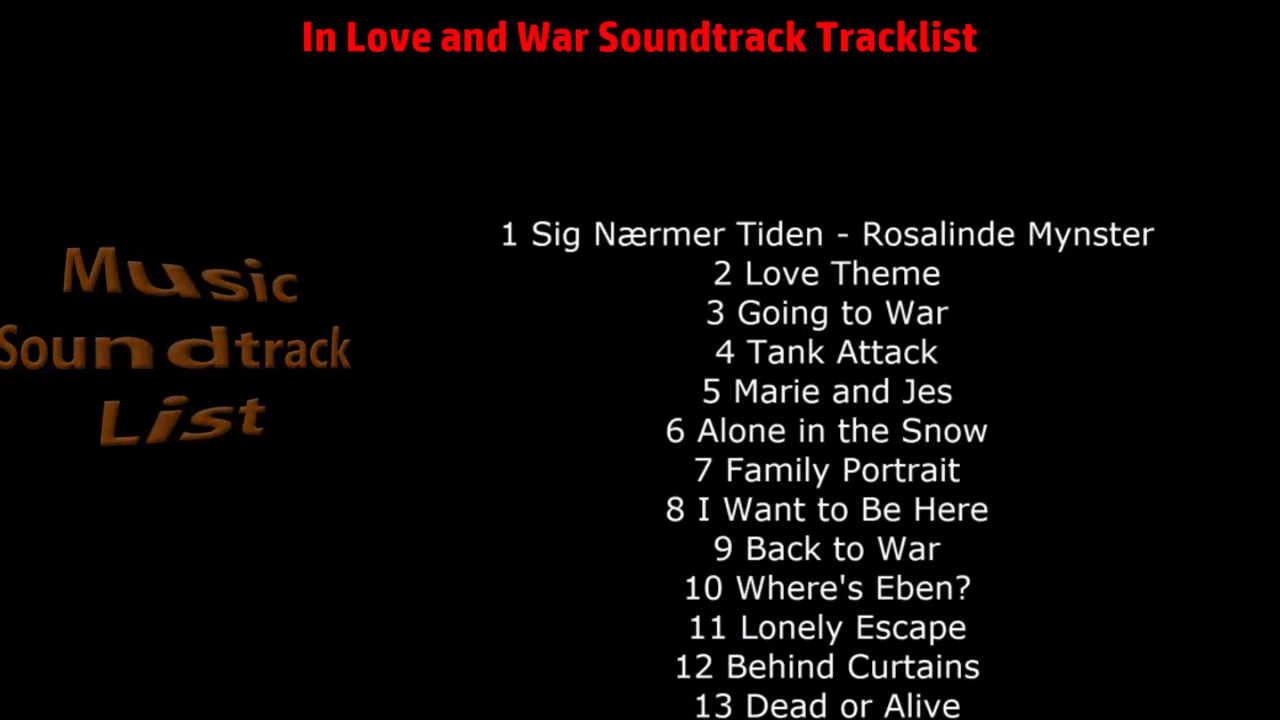 In Love and War Soundtrack Tracklist
Music
Soundtrack
List
1 Sig Nærmer Tiden - Rosalinde Mynster
2 Love Theme
3 Going to War
4 Tank Attack
5 Marie and Jes
6 Alone in the Snow
7 Family Portrait
8 I Want to Be Here
9 Back to War
10 Where's Eben?
11 Lonely Escape
12 Behind Curtains
13 Dead or Alive